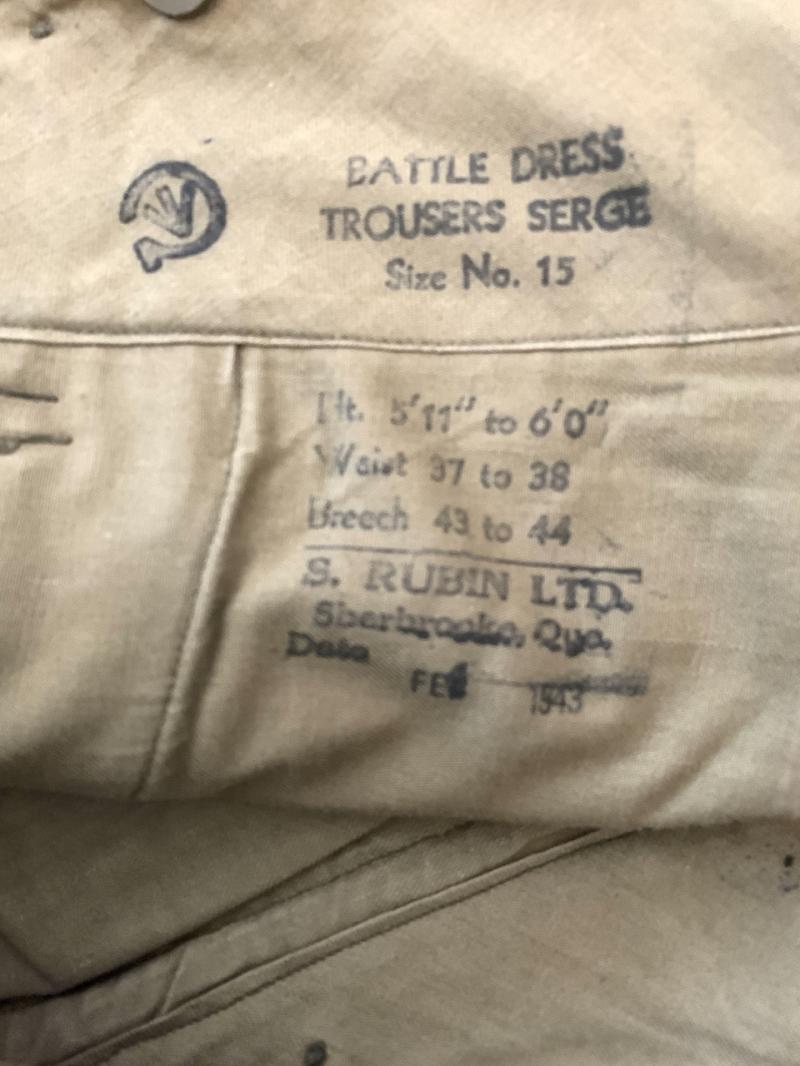 BATTLE DRESS
TROUSERS SERGE
Size No. 15
Ht. 5'11" to 6'0"
Waist 37 to 38
Breech 43 to 44
S. RUBIN LTD.
Sherbrooke, Que.
Date
FEB 1943